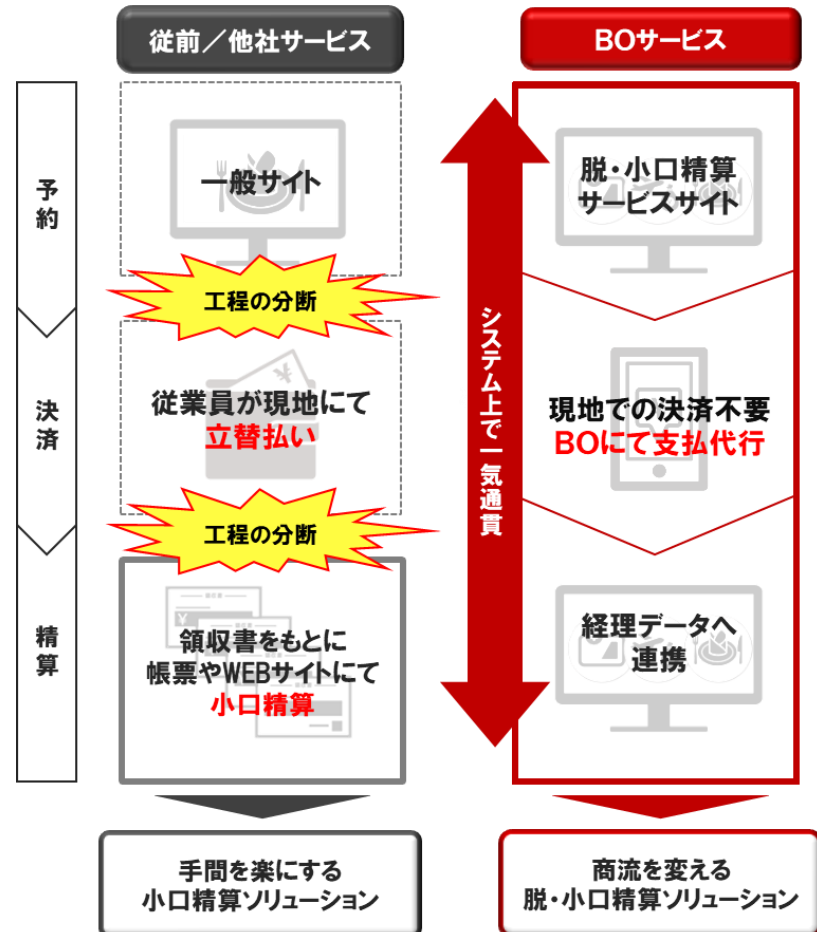 従前／他社サービス
BOサービス
予約
一般サイト
脱・小口精算
サービスサイト
工程の分断
システム上で一気通貫
決済
従業員が現地にて
立替払い
現地での決済不要
BOにて支払代行
工程の分断
精算
領収書をもとに
帳票やWEBサイトにて
小口精算
経理データへ
連携
手間を楽にする
小口精算ソリューション
商流を変える
脱・小口精算ソリューション